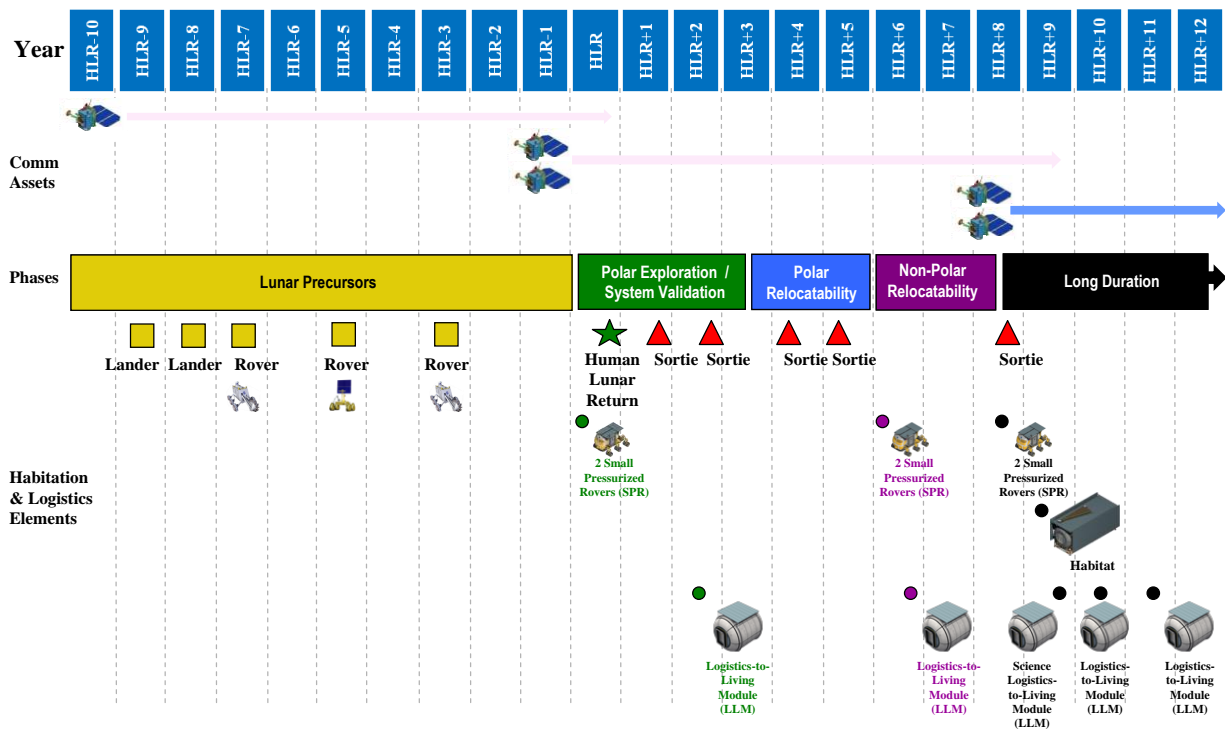 Year
HLR-10
HLR-9
HLR-8
HLR-7
HLR-6
HLR-5
HLR-4
HLR-3
HLR-2
HLR-1
HLR
HLR+1
HLR+2
HLR+3
HLR+4
HLR+5
HLR+6
HLR+7
HLR+8
HLR+9
HLR+10
HLR+11
HLR+12
Comm
Assets
Phases
Lunar Precursors
Polar Exploration /
System Validation
Polar
Relocatability
Non-Polar
Relocatability
Long Duration
Lander
Lander
Rover
Rover
Rover
Human
Lunar
Return
Sortie
Sortie
Sortie
Sortie
Sortie
Habitation
& Logistics
Elements
2 Small
Pressurized
Rovers (SPR)
2 Small
Pressurized
Rovers (SPR)
2 Small
Pressurized
Rovers (SPR)
Habitat
Logistics-to-
Living
Module
(LLM)
Logistics-to-
Living
Module
(LLM)
Science
Logistics-
to-Living
Module
(LLM)
Logistics-
to-Living
Module
(LLM)
Logistics-
to-Living
Module
(LLM)